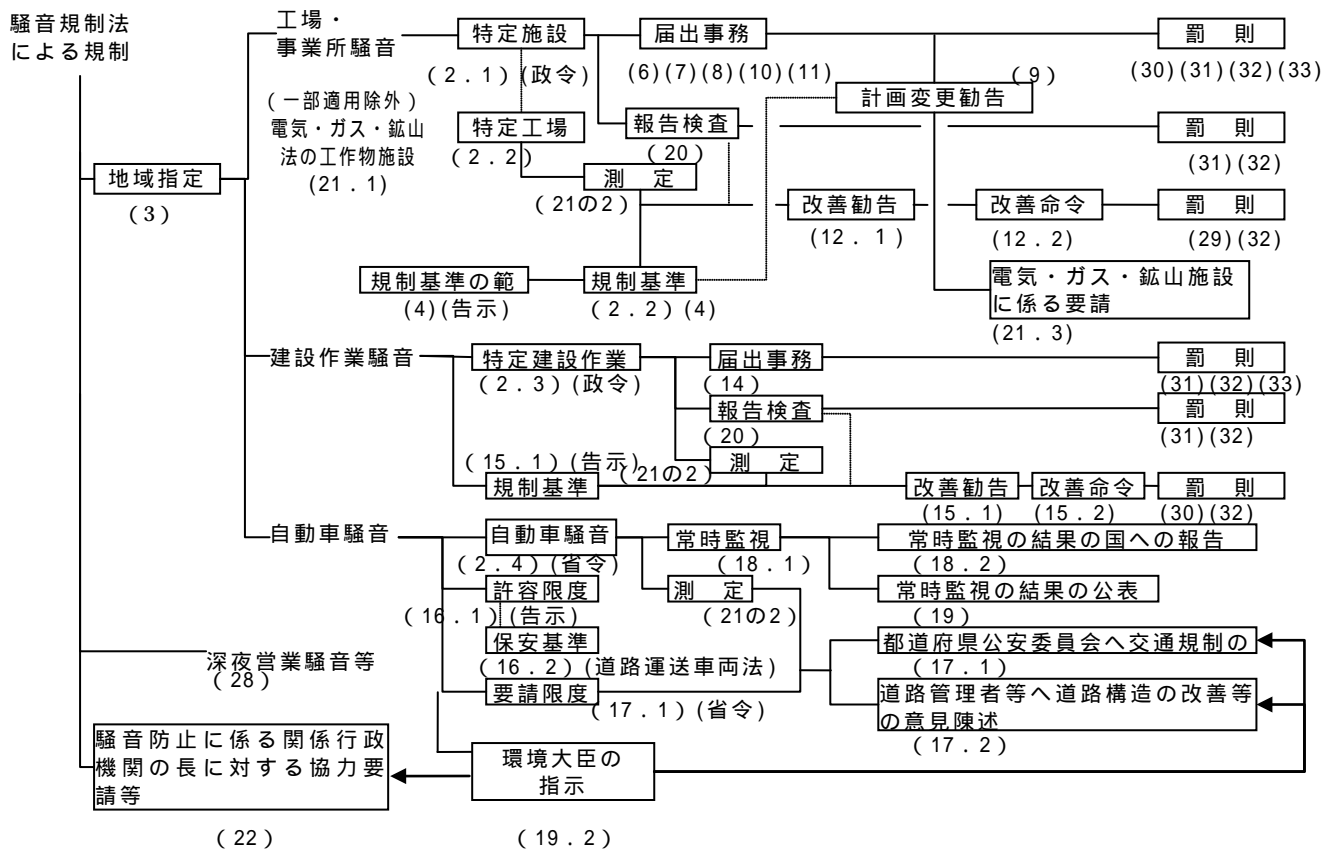 騒音規制法
による規制
工場・
事業所騒音
特定施設
(2.1)(政令)
届出事務
(6)(7)(8)(10)(11)
(9)
計画変更勧告
罰　則
(30)(31)(32)(33)
(一部適用除外)
電気・ガス・鉱山
法の工作物施設
(21.1)
特定工場
(2.2)
報告検査
(20)
罰　則
(31)(32)
地域指定
(3)
測　定
(21の2)
改善勧告
(12.1)
改善命令
(12.2)
罰　則
(29)(32)
規制基準の範
(4)(告示)
規制基準
(2.2)(4)
電気・ガス・鉱山施設
に係る要請
(21.3)
建設作業騒音
特定建設作業
(2.3)(政令)
届出事務
(14)
罰　則
(31)(32)(33)
報告検査
(20)
罰　則
(31)(32)
測　定
(21の2)
(15.1)(告示)
規制基準
改善勧告
(15.1)
改善命令
(15.2)
罰　則
(30)(32)
自動車騒音
自動車騒音
(2.4)(省令)
常時監視
(18.1)
常時監視の結果の国への報告
(18.2)
許容限度
(16.1)(告示)
測　定
(21の2)
常時監視の結果の公表
(19)
保安基準
(16.2)(道路運送車両法)
都道府県公安委員会へ交通規制の
(17.1)
要請限度
(17.1)(省令)
道路管理者等へ道路構造の改善等
の意見陳述
(17.2)
深夜営業騒音等
(28)
騒音防止に係る関係行政
機関の長に対する協力要
請等
(22)
環境大臣の
指示
(19.2)